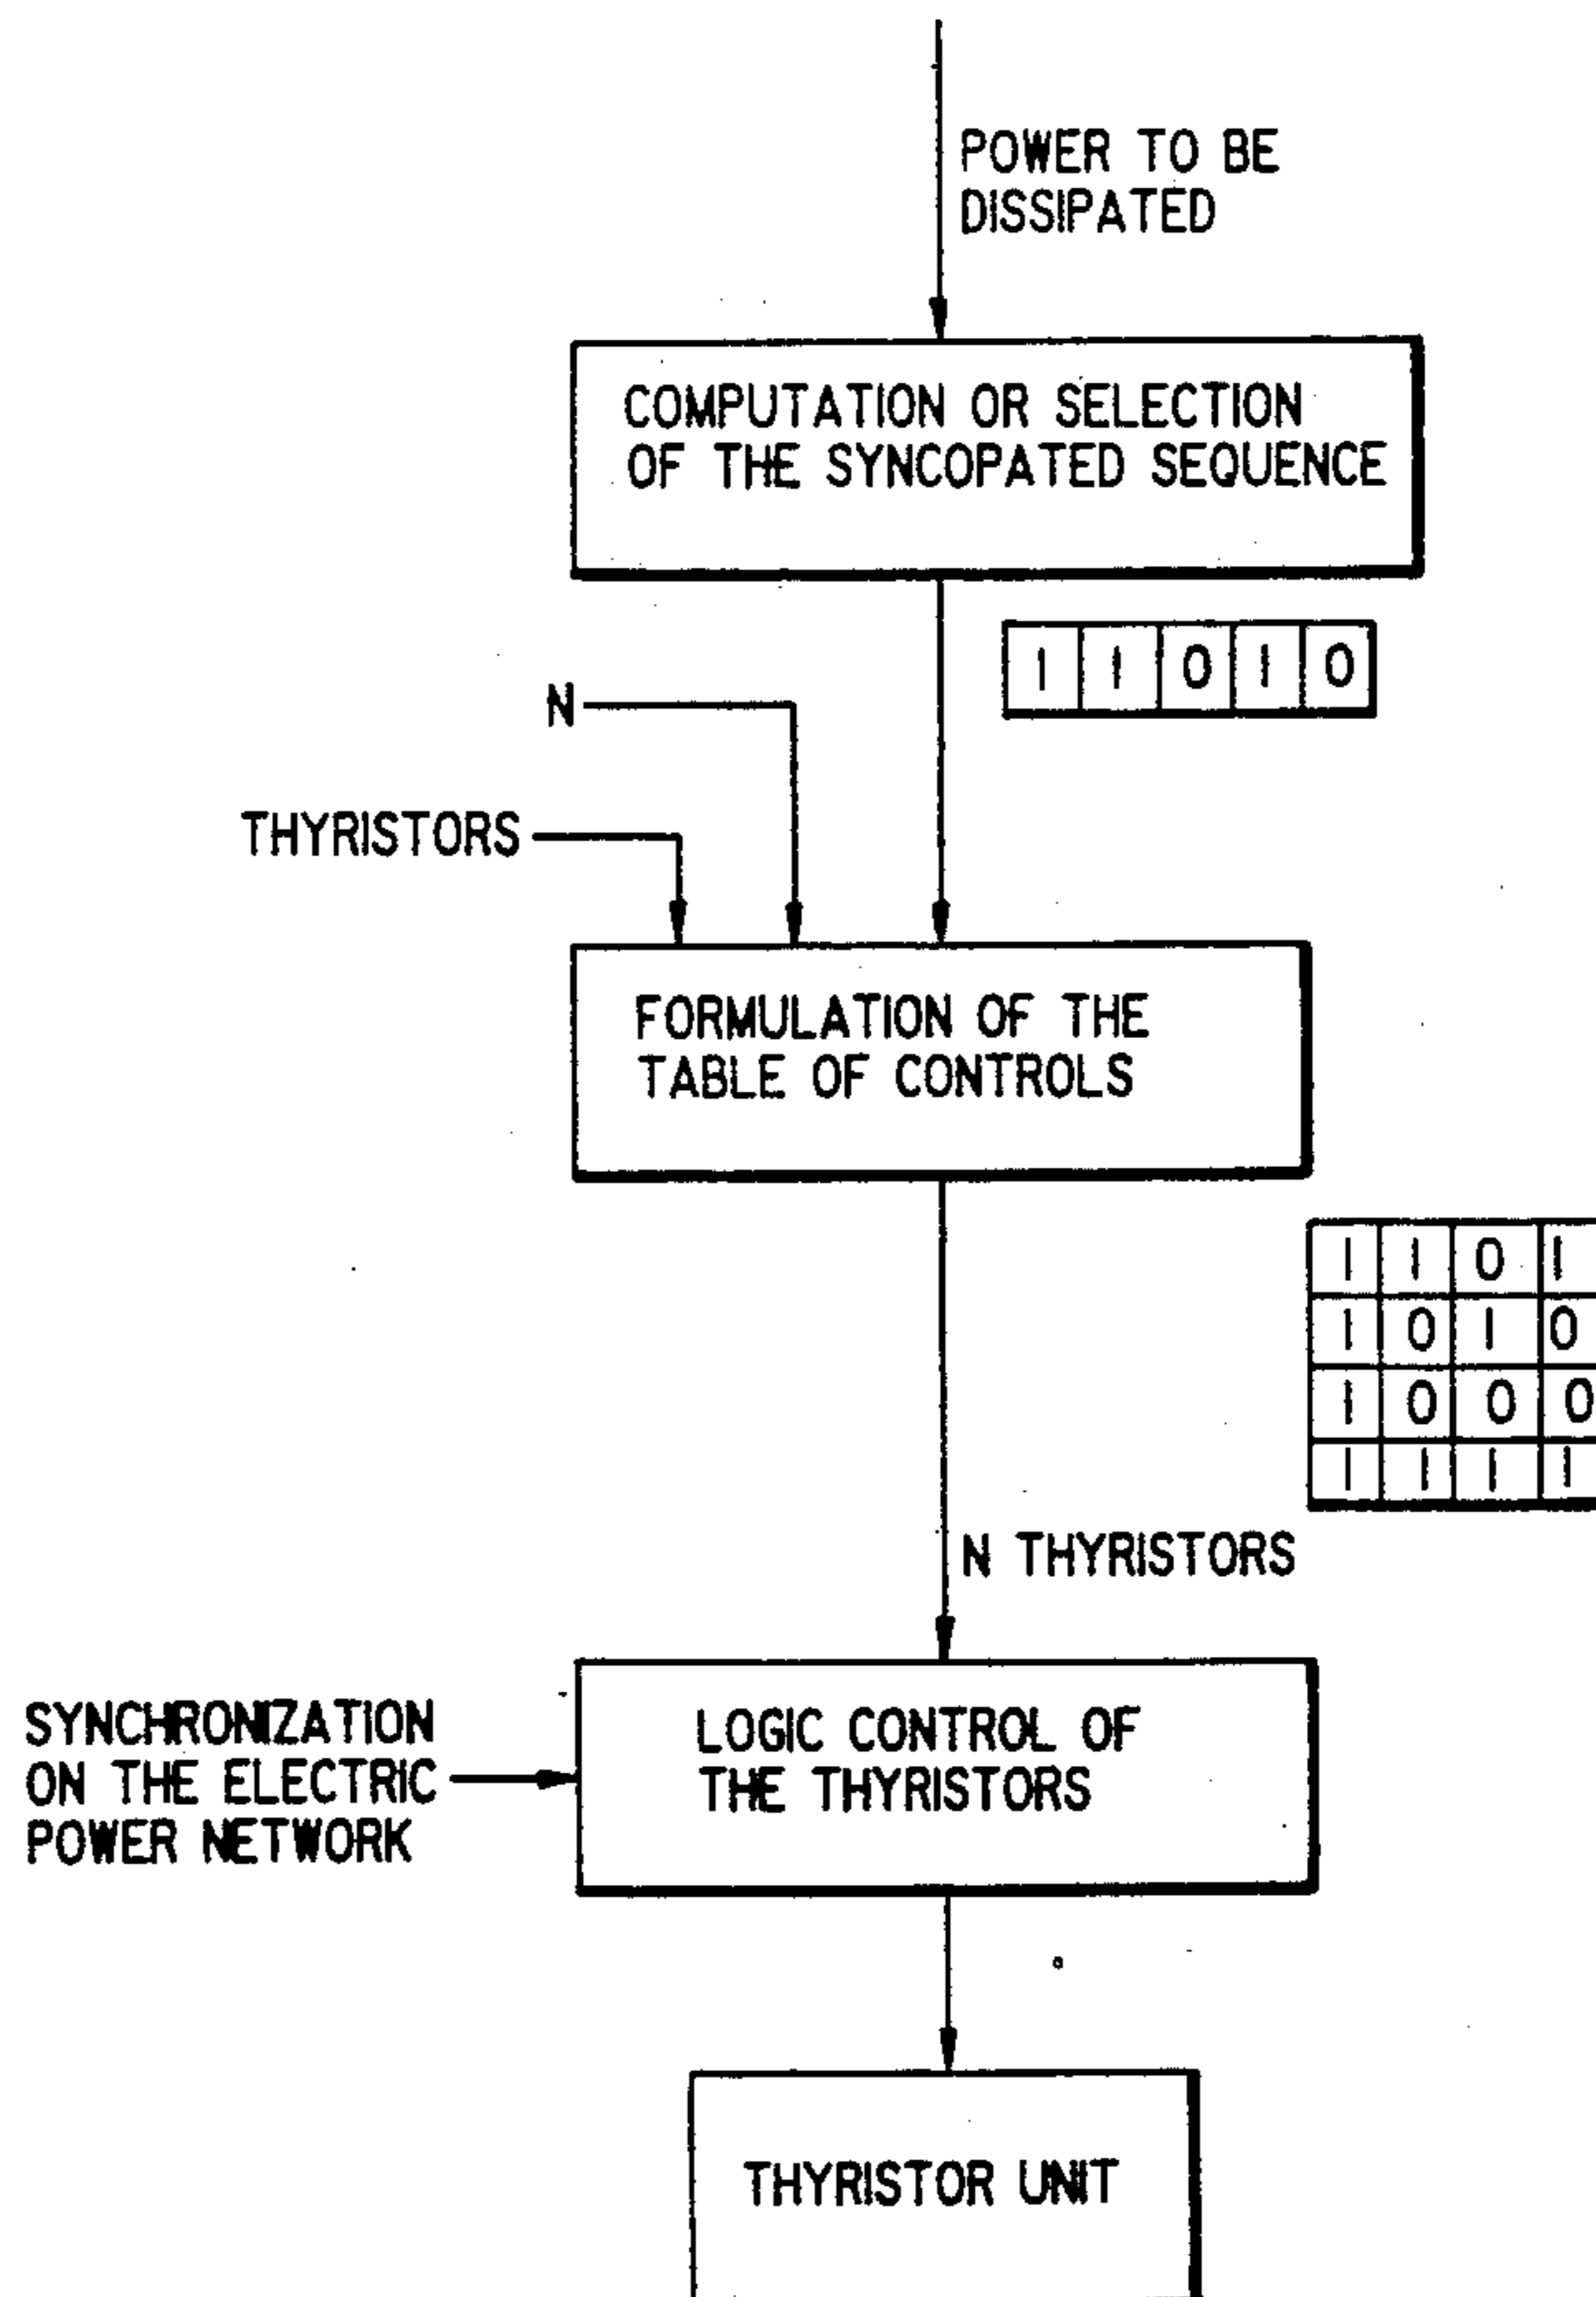 POWER TO BE
DISSIPATED
COMPUTATION OR SELECTION
OF THE SYNCOPATED SEQUENCE
1 1 0 1 0
N
THYRISTORS
FORMULATION OF THE
TABLE OF CONTROLS
1 1 0 1
1 0 1 0
1 0 0 0
1 1 1 1
N THYRISTORS
SYNCHRONIZATION
ON THE ELECTRIC
POWER NETWORK
LOGIC CONTROL OF
THE THYRISTORS
THYRISTOR UNIT